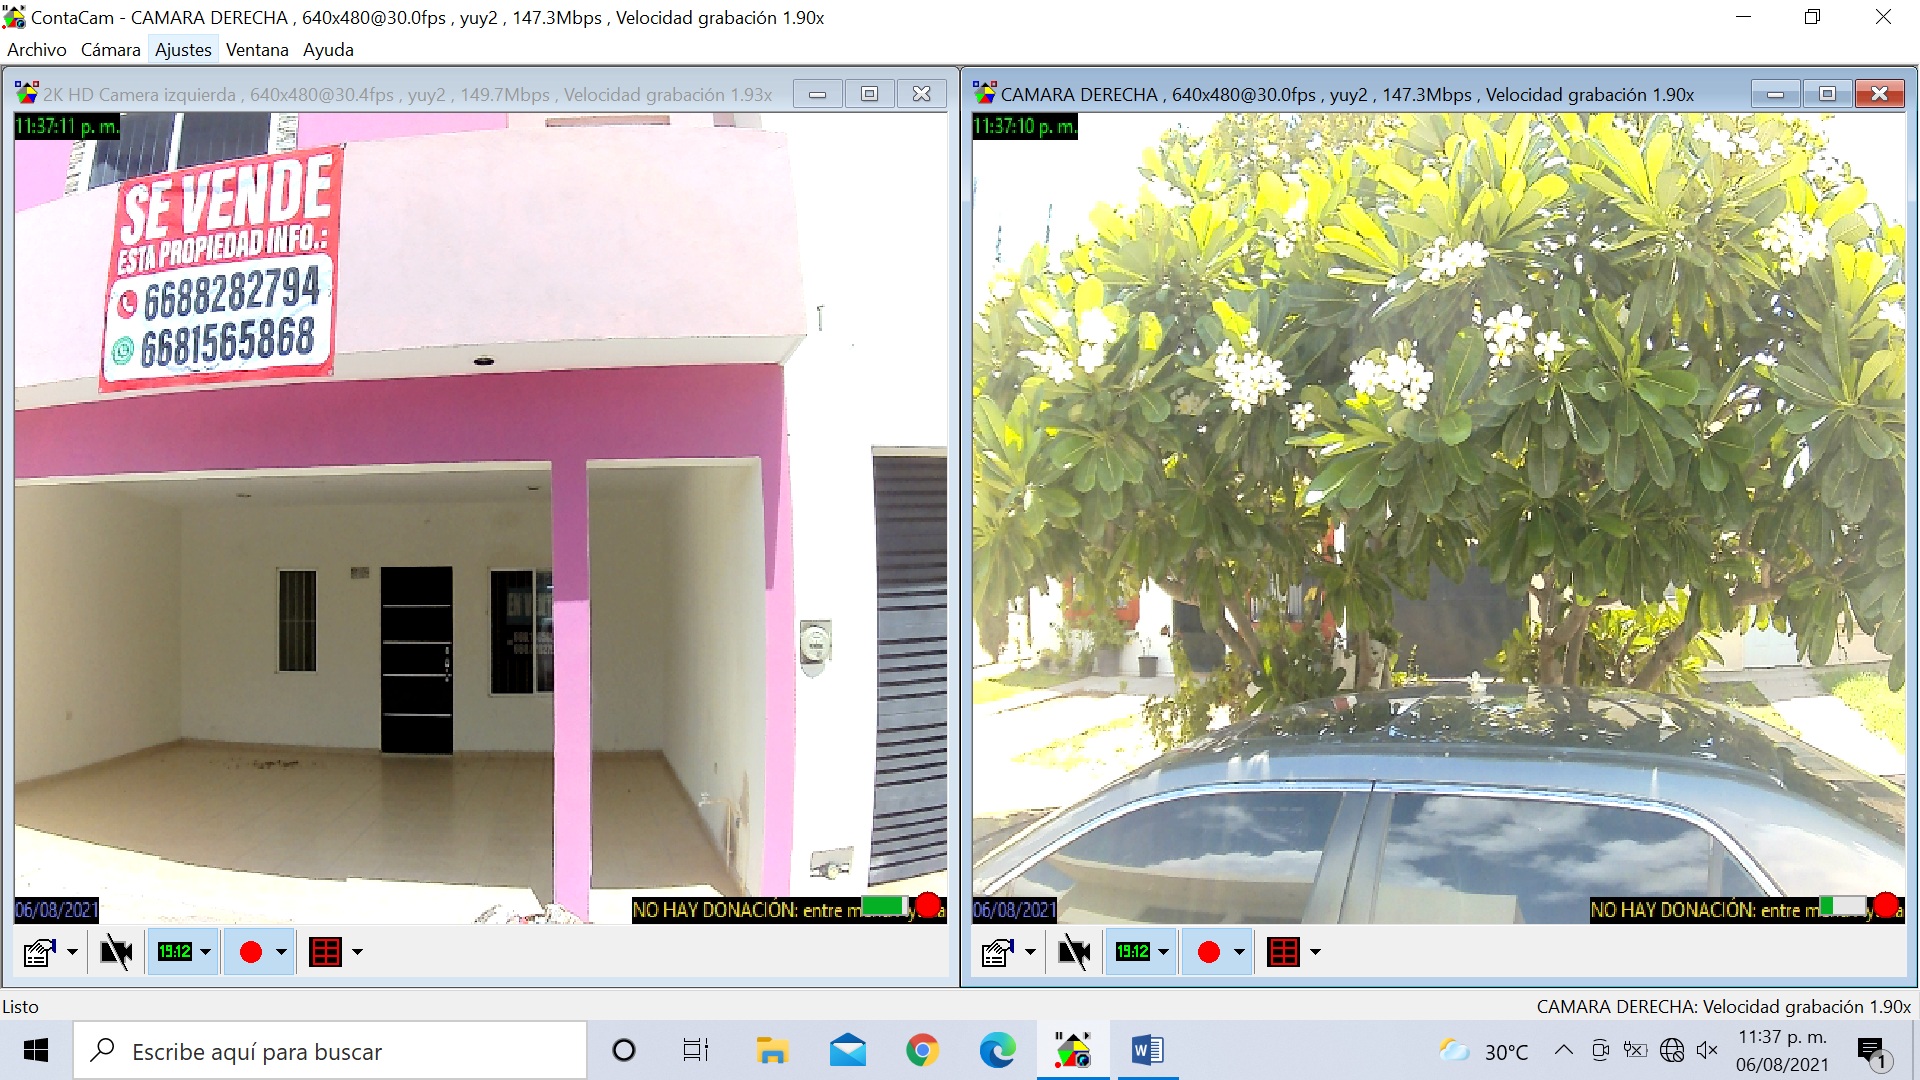 ContaCam - CAMARA DERECHA , 640x480@30.0fps , yuy2 , 147.3Mbps , Velocidad grabación 1.90x
Archivo Cámara Ajustes Ventana Ayuda
2K HD Camera izquierda , 640x480@30.4fps , yuy2 , 149.7Mbps , Velocidad grabación 1.93x
11:37:11 p. m.
SE VENDE
ESTA PROPIEDAD INFO.:
6688282794
6681565868
06/08/2021
NO HAY DONACIÓN: entre
19:12
CAMARA DERECHA , 640x480@30.0fps , yuy2 , 147.3Mbps , Velocidad grabación 1.90x
11:37:10 p. m.
06/08/2021
NO HAY DONACIÓN: entre
19:12
Listo
CAMARA DERECHA: Velocidad grabación 1.90x
Escribe aquí para buscar
30°C
11:37 p. m.
06/08/2021
1